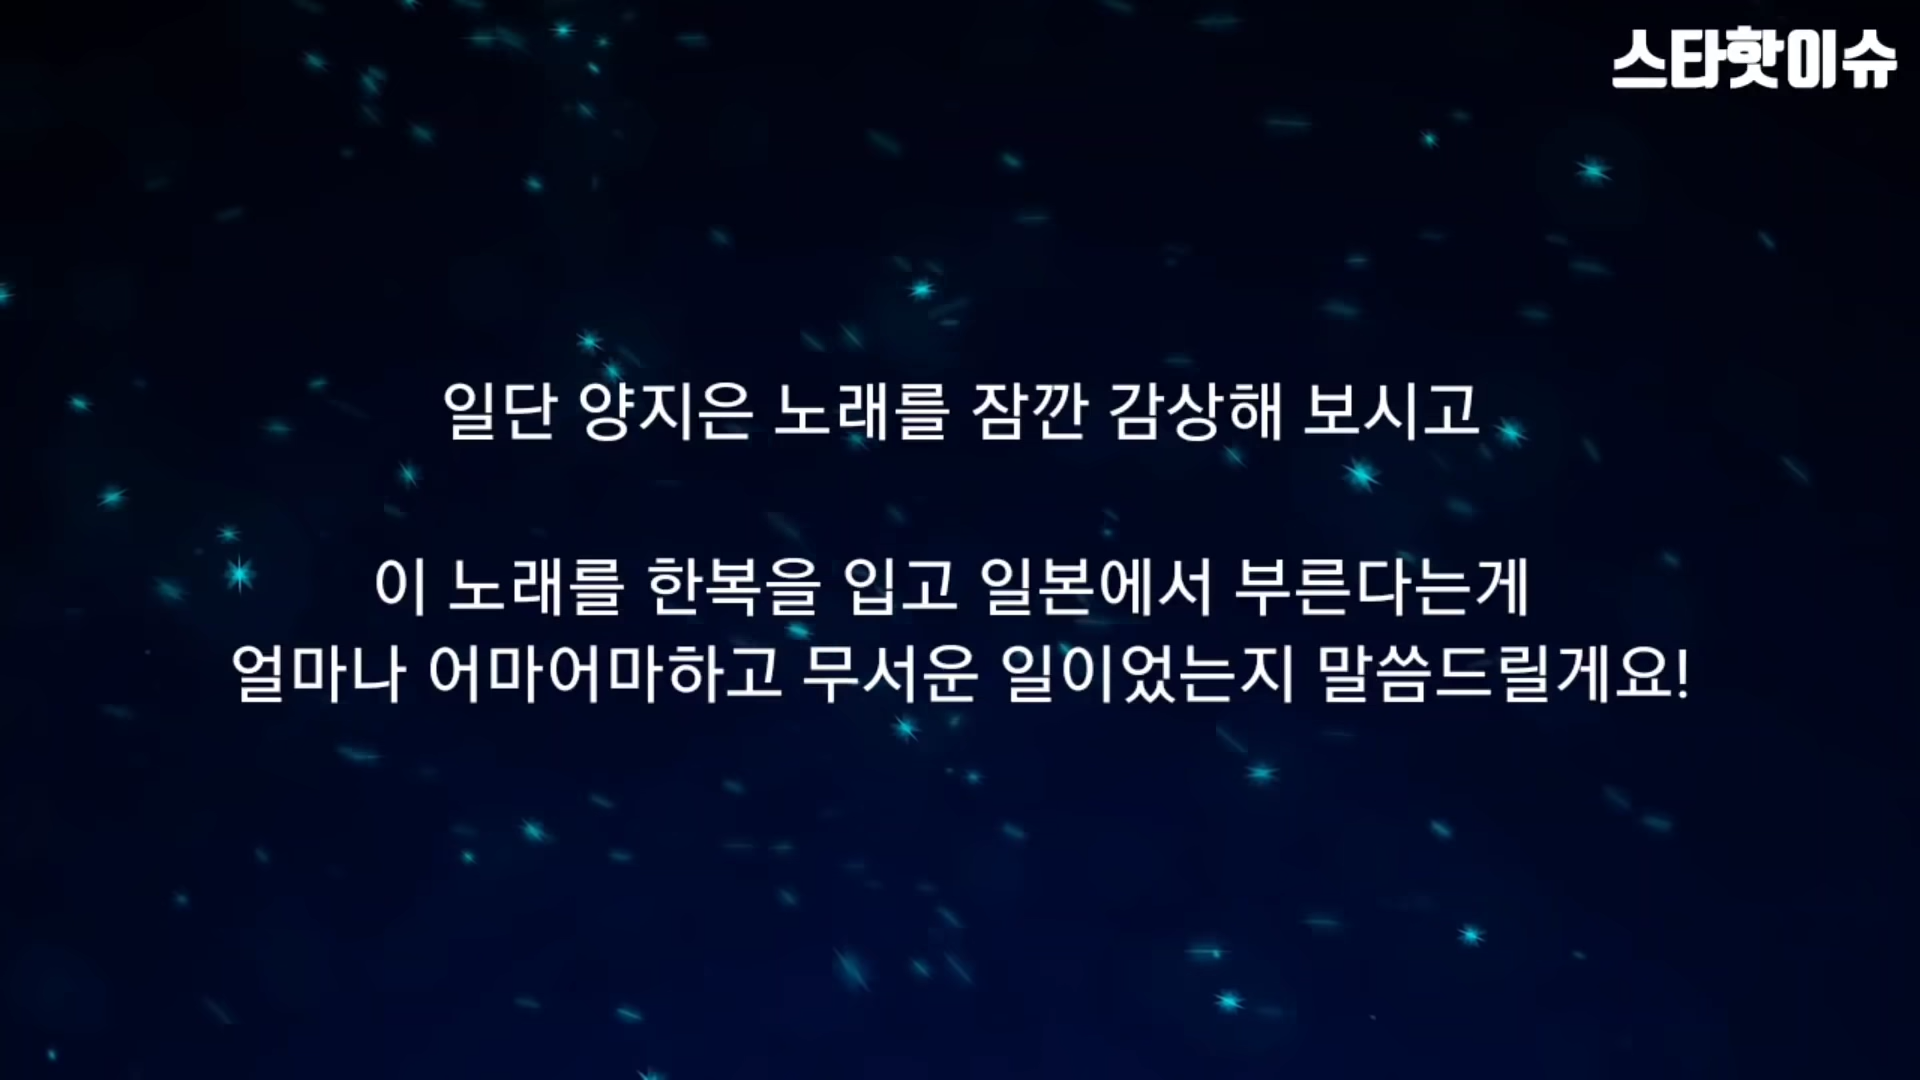 스타핫이슈
일단 양지은 노래를 잠깐 감상해 보시고
이 노래를 한복을 입고 일본에서 부른다는게
얼마나 어마어마하고 무서운 일이었는지 말씀드릴게요!